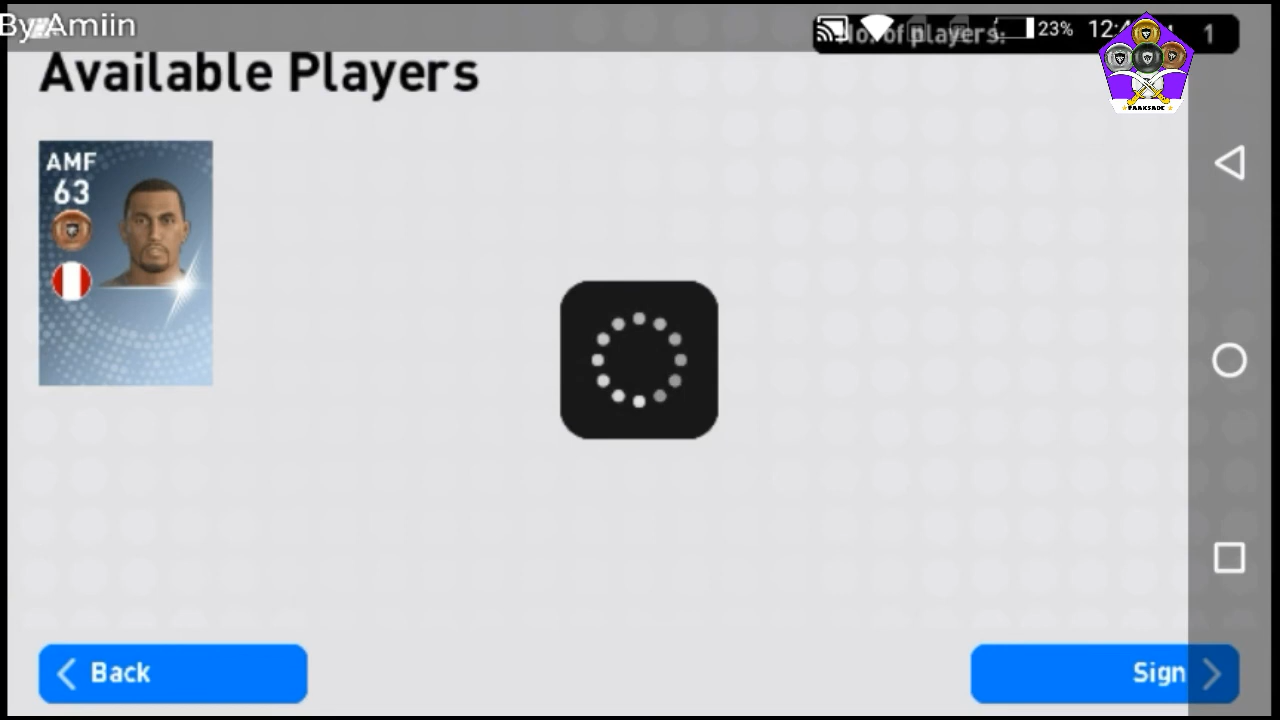 By Amiin
No. of players: 1
23%
Available Players
AMF
63
Back
Sign